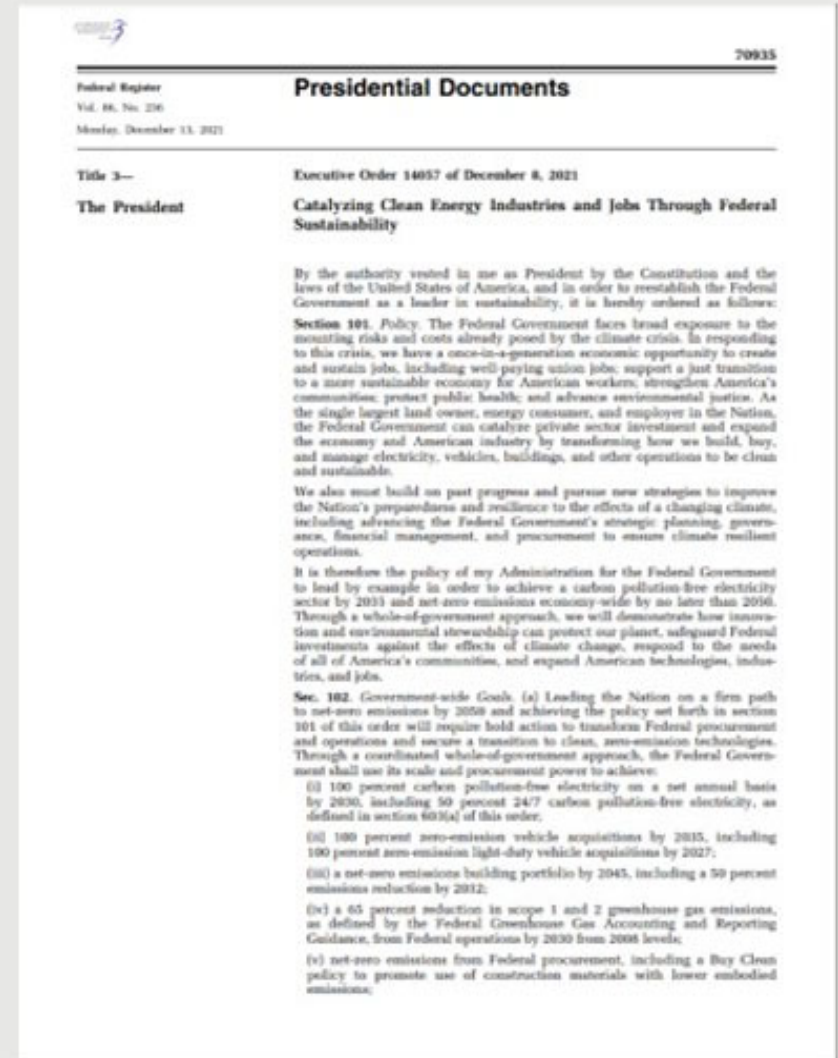 70935
Federal Register
Vol. 86, No. 236
Monday, December 13, 2021
Presidential Documents
Title 3—
The President
Executive Order 14057 of December 8, 2021
Catalyzing Clean Energy Industries and Jobs Through Federal
Sustainability
By the authority vested in me as President by the Constitution and the
laws of the United States of America, and in order to reestablish the Federal
Government as a leader in sustainability, it is hereby ordered as follows:
Section 101. Policy. The Federal Government faces broad exposure to the
mounting risks and costs already posed by the climate crisis. In responding
to this crisis, we have a once-in-a-generation economic opportunity to create
and sustain jobs, including well-paying union jobs; support a just transition
to a more sustainable economy for American workers; strengthen America's
communities; protect public health; and advance environmental justice. As
the single largest land owner, energy consumer, and employer in the Nation,
the Federal Government can catalyze private sector investment and expand
the economy and American industry by transforming how we build, buy,
and manage electricity, vehicles, buildings, and other operations to be clean
and sustainable.
We also must build on past progress and pursue new strategies to improve
the Nation's preparedness and resilience to the effects of a changing climate,
including advancing the Federal Government's strategic planning, govern-
ance, financial management, and procurement to ensure climate resilient
operations.
It is therefore the policy of my Administration for the Federal Government
to lead by example in order to achieve a carbon pollution-free electricity
sector by 2035 and net-zero emissions economy-wide by no later than 2050.
Through a whole-of-government approach, we will demonstrate how innova-
tion and environmental stewardship can protect our planet, safeguard Federal
investments against the effects of climate change, respond to the needs
of all of America's communities, and expand American technologies, indus-
tries, and jobs.
Sec. 102. Government-wide Goals. (a) Leading the Nation on a firm path
to net-zero emissions by 2050 and achieving the policy set forth in section
101 of this order will require bold action to transform Federal procurement
and operations and secure a transition to clean, zero-emission technologies.
Through a coordinated whole-of-government approach, the Federal Govern-
ment shall use its scale and procurement power to achieve:
(i) 100 percent carbon pollution-free electricity on a net annual basis
by 2030, including 50 percent 24/7 carbon pollution-free electricity, as
defined in section 603(a) of this order;
(ii) 100 percent zero-emission vehicle acquisitions by 2035, including
100 percent zero-emission light-duty vehicle acquisitions by 2027;
(iii) a net-zero emissions building portfolio by 2045, including a 50 percent
emissions reduction by 2032;
(iv) a 65 percent reduction in scope 1 and 2 greenhouse gas emissions,
as defined by the Federal Greenhouse Gas Accounting and Reporting
Guidance, from Federal operations by 2030 from 2008 levels;
(v) net-zero emissions from Federal procurement, including a Buy Clean
policy to promote use of construction materials with lower embodied
emissions;